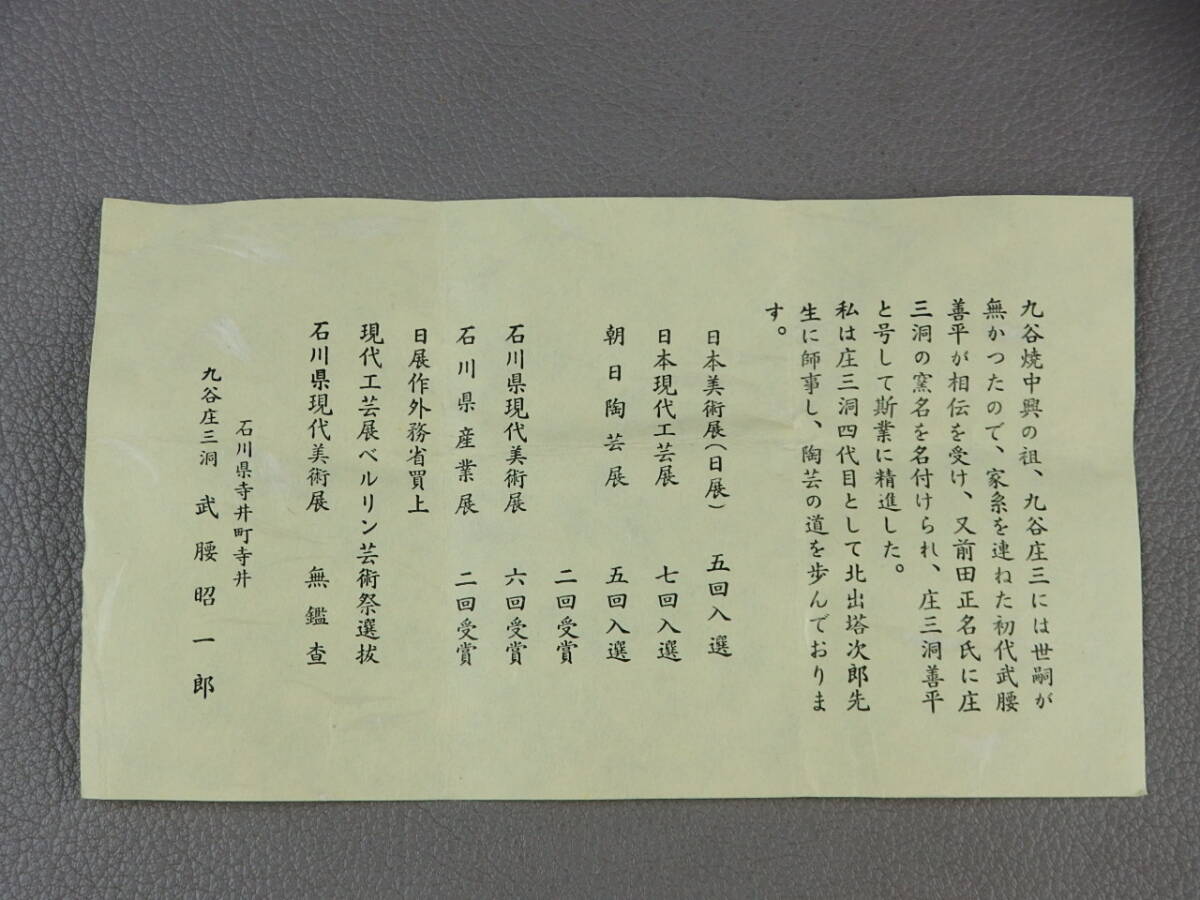 九谷焼中興の祖、九谷庄三には世嗣が
無かつたので、家系を連ねた初代武腰
善平が相伝を受け、又前田正名氏に庄
三洞の窯名を名付けられ、庄三洞善平
と号して斯業に精進した。
私は庄三洞四代目として北出塔次郎先
生に師事し、陶芸の道を歩んでおりま
す。
日本美術展(日展) 五回入選
日本現代工芸展 七回入選
朝日陶芸展 五回入選
二回受賞
石川県現代美術展 六回受賞
石川県産業展 二回受賞
日展作外務省買上
現代工芸展ベルリン芸術祭選抜
石川県現代美術展 無鑑査
石川県寺井町寺井
九谷庄三洞 武腰昭一郎